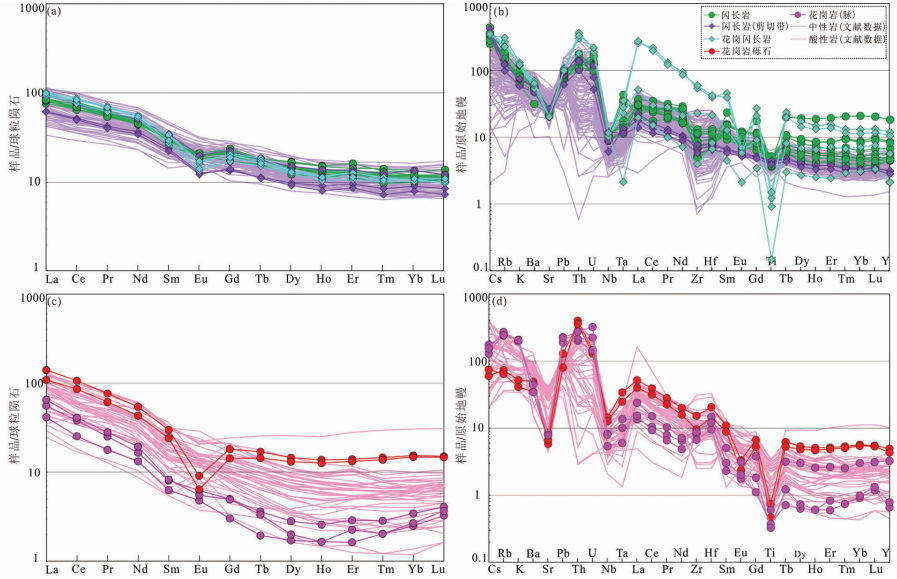 (a)
1000
100
10
1
样品/球粒陨石
La Ce Pr Nd Sm Eu Gd Tb Dy Ho Er Tm Yb Lu
(b)
1000
100
10
1
0.1
样品/原始地幔
闪长岩
闪长岩(剪切带)
花岗闪长岩
花岗岩砾石
花岗岩(脉)
中性岩(文献数据)
酸性岩(文献数据)
Rb Ba Pb U Ta Ce Nd Hf Eu Ti Dy Er Yb Y
Cs K Sr Th Nb La Pr Zr Sm Gd Tb Ho Tm Lu
(c)
1000
100
10
1
样品/球粒陨石
La Ce Pr Nd Sm Eu Gd Tb Dy Ho Er Tm Yb Lu
(d)
1000
100
10
1
0.1
样品/原始地幔
Rb Ba Pb U Ta Ce Nd Hf Eu Ti Dy Er Yb Y
Cs K Sr Th Nb La Pr Zr Sm Gd Tb Ho Tm Lu